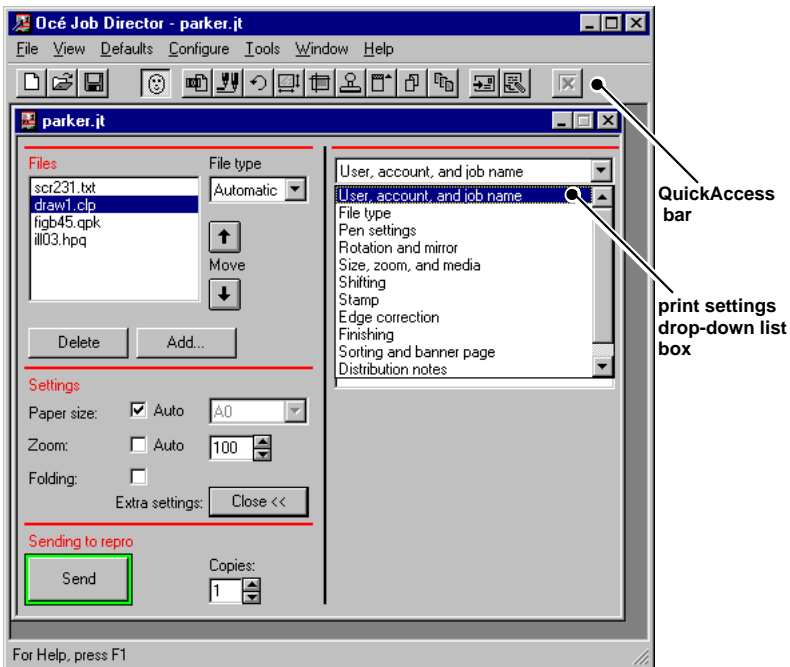 Océ Job Director - parker.jt
File View Defaults Configure Tools Window Help
parker.jt
Files
File type
scr231.txt
draw1.clp
figb45.qpk
ill03.hpq
Automatic
Move
Delete
Add...
Settings
Paper size:
Auto
A0
Zoom:
Auto
100
Folding:
Extra settings:
Close <<
Sending to repro
Send
Copies:
1
User, account, and job name
User, account, and job name
File type
Pen settings
Rotation and mirror
Size, zoom, and media
Shifting
Stamp
Edge correction
Finishing
Sorting and banner page
Distribution notes
QuickAccess
bar
print settings
drop-down list
box
For Help, press F1